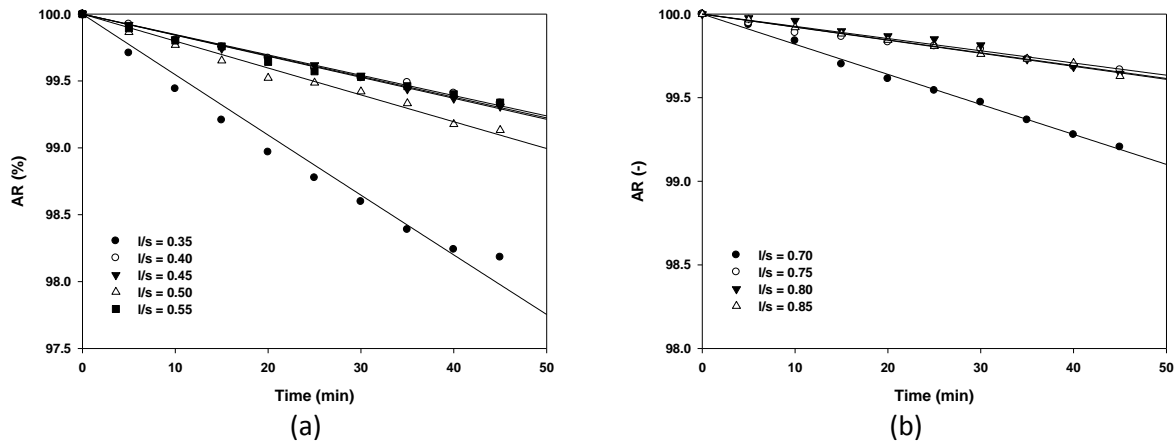 100.0
99.5
99.0
98.5
98.0
97.5
AR (%)
l/s = 0.35
l/s = 0.40
l/s = 0.45
l/s = 0.50
l/s = 0.55
0 10 20 30 40 50
Time (min)
(a)
100.0
99.5
99.0
98.5
98.0
AR (-)
l/s = 0.70
l/s = 0.75
l/s = 0.80
l/s = 0.85
0 10 20 30 40 50
Time (min)
(b)